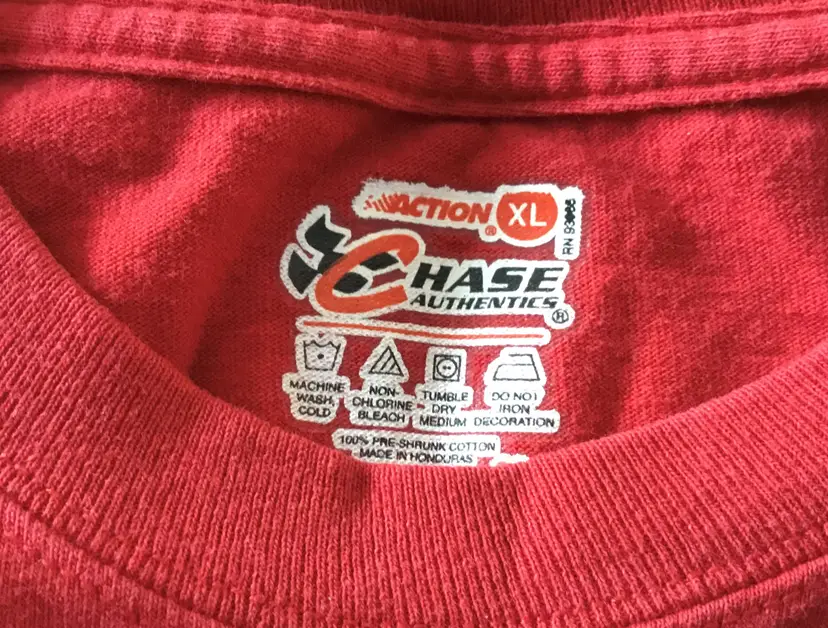 ACTION® XL
CHASE
AUTHENTICS®
MACHINE WASH, COLD
NON-CHLORINE BLEACH
TUMBLE DRY MEDIUM
DO NOT IRON DECORATION
100% PRE-SHRUNK COTTON
MADE IN HONDURAS